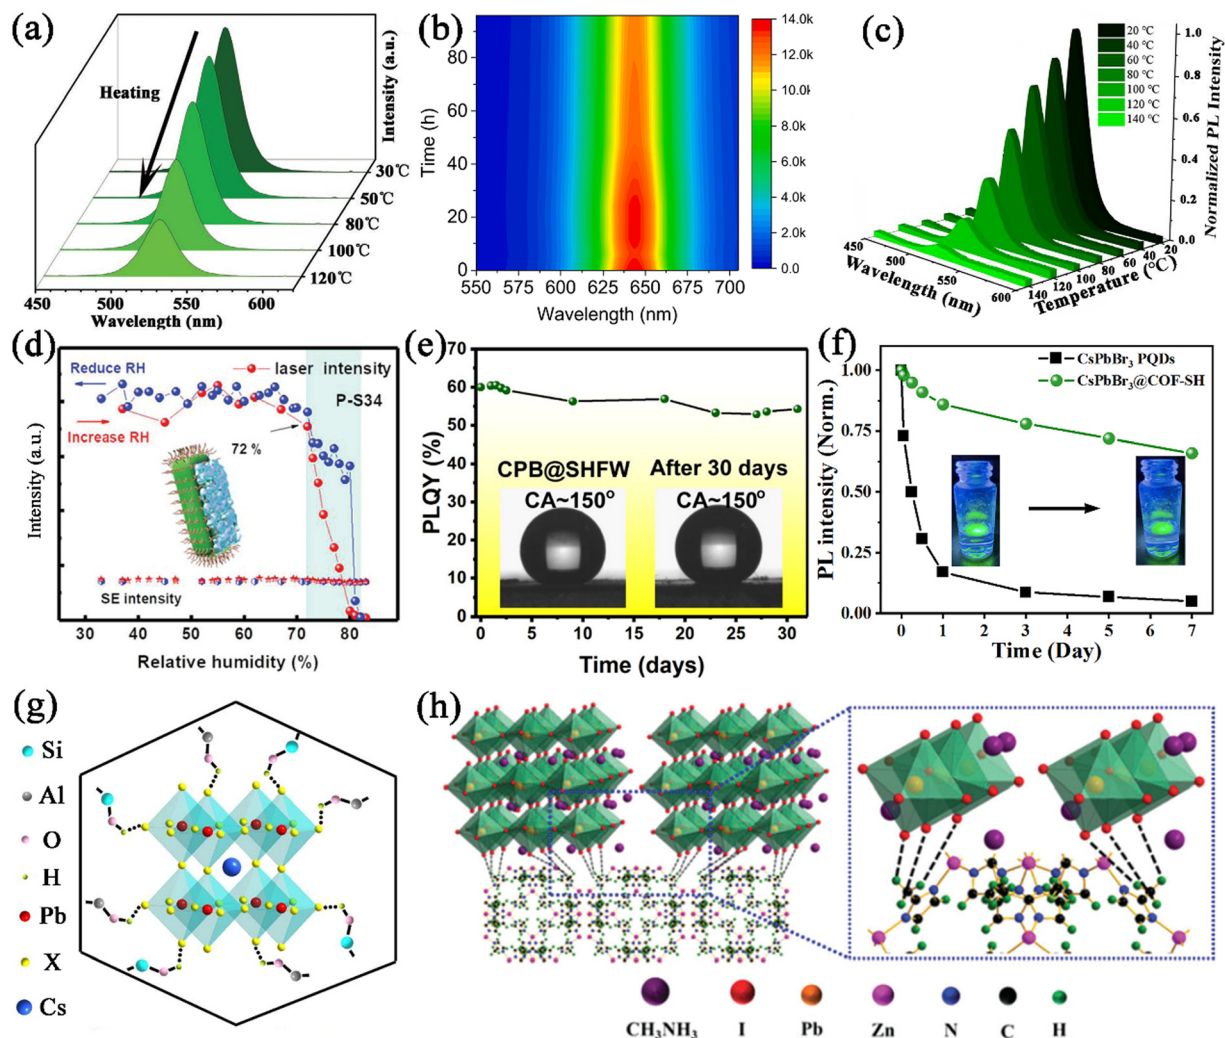 (a)
Heating
Intensity (a.u.)
30℃
50℃
80℃
100℃
120℃
450 500 550 600
Wavelength (nm)
(b)
80
60
40
20
0
Time (h)
550 575 600 625 650 675 700
Wavelength (nm)
14.0k
12.0k
10.0k
8.0k
6.0k
4.0k
2.0k
0.0
(c)
20 ℃
40 ℃
60 ℃
80 ℃
100 ℃
120 ℃
140 ℃
1.0
0.8
0.6
0.4
0.2
0.0
Normalized PL Intensity
450
500
550
600
Wavelength (nm)
20
40
60
80
100
120
140
Temperature (℃)
(d)
Reduce RH
laser intensity
P-S34
Increase RH
72 %
SE intensity
Intensity (a.u.)
30 40 50 60 70 80
Relative humidity (%)
(e)
70
60
50
40
30
20
10
0
PLQY (%)
CPB@SHFW
CA~150°
After 30 days
CA~150°
0 5 10 15 20 25 30
Time (days)
(f)
CsPbBr3 PQDs
CsPbBr3@COF-SH
1.00
0.75
0.50
0.25
0.00
PL intensity (Norm.)
0 1 2 3 4 5 6 7
Time (Day)
(g)
Si
Al
O
H
Pb
X
Cs
(h)
CH3NH3 I Pb Zn N C H